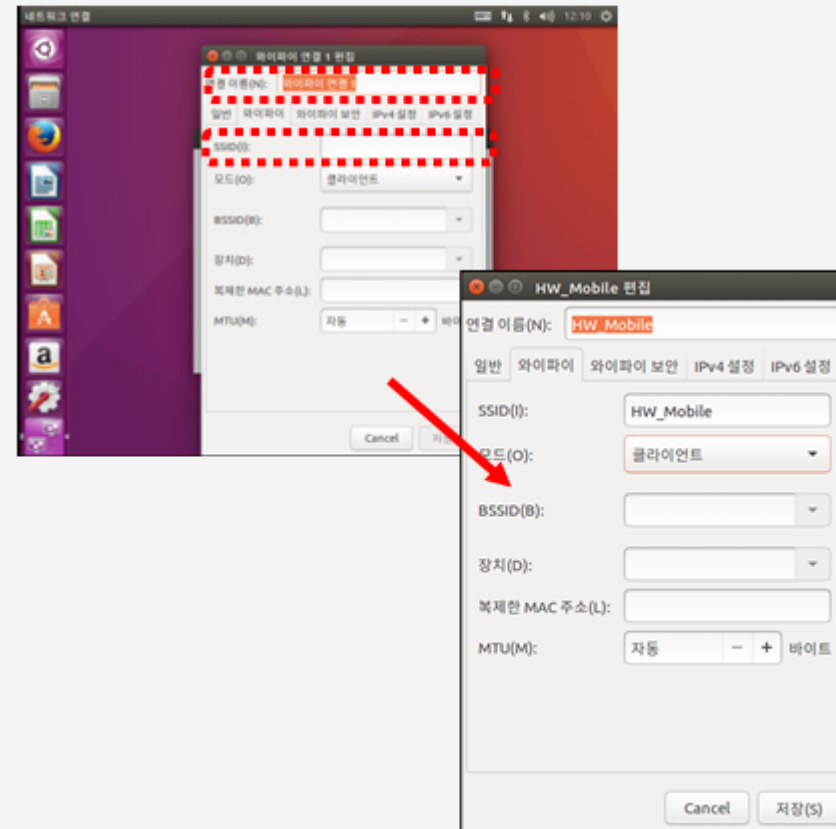 네트워크 연결
12:10
와이파이 연결 1 편집
연결 이름(N): 와이파이 연결 1
일반 와이파이 와이파이 보안 IPv4 설정 IPv6 설정
SSID(I):
모드(O): 클라이언트
BSSID(B):
장치(D):
복제한 MAC 주소(L):
MTU(M): 자동 − +
Cancel
HW_Mobile 편집
연결 이름(N): HW_Mobile
일반 와이파이 와이파이 보안 IPv4 설정 IPv6 설정
SSID(I): HW_Mobile
모드(O): 클라이언트
BSSID(B):
장치(D):
복제한 MAC 주소(L):
MTU(M): 자동 − + 바이트
Cancel 저장(S)